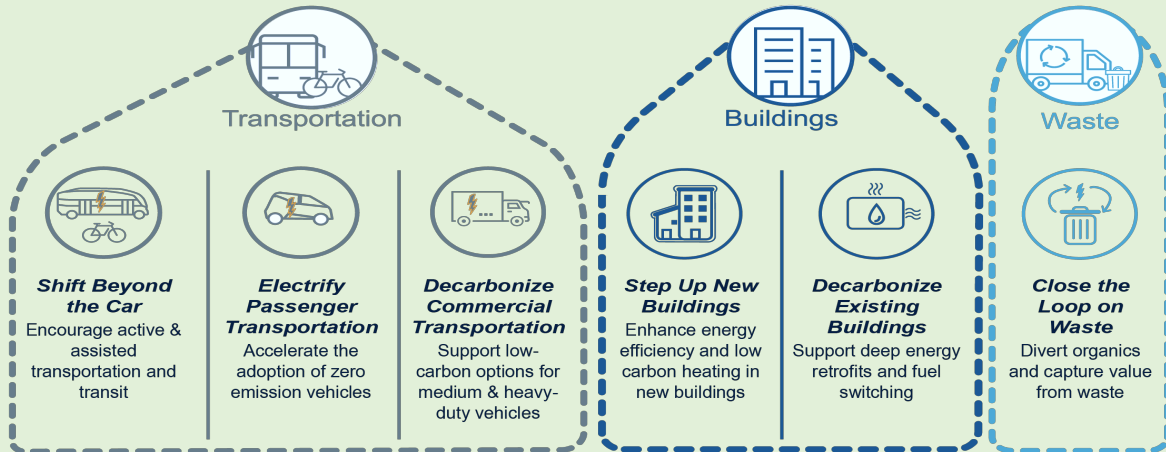 Transportation
Shift Beyond
the Car
Encourage active &
assisted
transportation and
transit
Electrify
Passenger
Transportation
Accelerate the
adoption of zero
emission vehicles
Decarbonize
Commercial
Transportation
Support low-
carbon options for
medium & heavy-
duty vehicles
Buildings
Step Up New
Buildings
Enhance energy
efficiency and low
carbon heating in
new buildings
Decarbonize
Existing
Buildings
Support deep energy
retrofits and fuel
switching
Waste
Close the
Loop on
Waste
Divert organics
and capture value
from waste